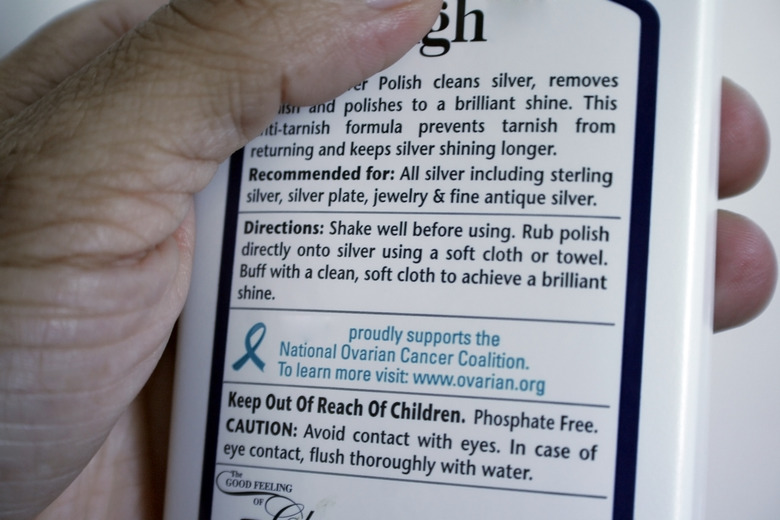 gh
Polish cleans silver, removes
and polishes to a brilliant shine. This
formula prevents tarnish from
returning and keeps silver shining longer.
Recommended for: All silver including sterling
silver, silver plate, jewelry & fine antique silver.
Directions: Shake well before using. Rub polish
directly onto silver using a soft cloth or towel.
Buff with a clean, soft cloth to achieve a brilliant
shine.
proudly supports the
National Ovarian Cancer Coalition.
To learn more visit: www.ovarian.org
Keep Out Of Reach Of Children. Phosphate Free.
CAUTION: Avoid contact with eyes. In case of
eye contact, flush thoroughly with water.
The
GOOD FEELING
OF